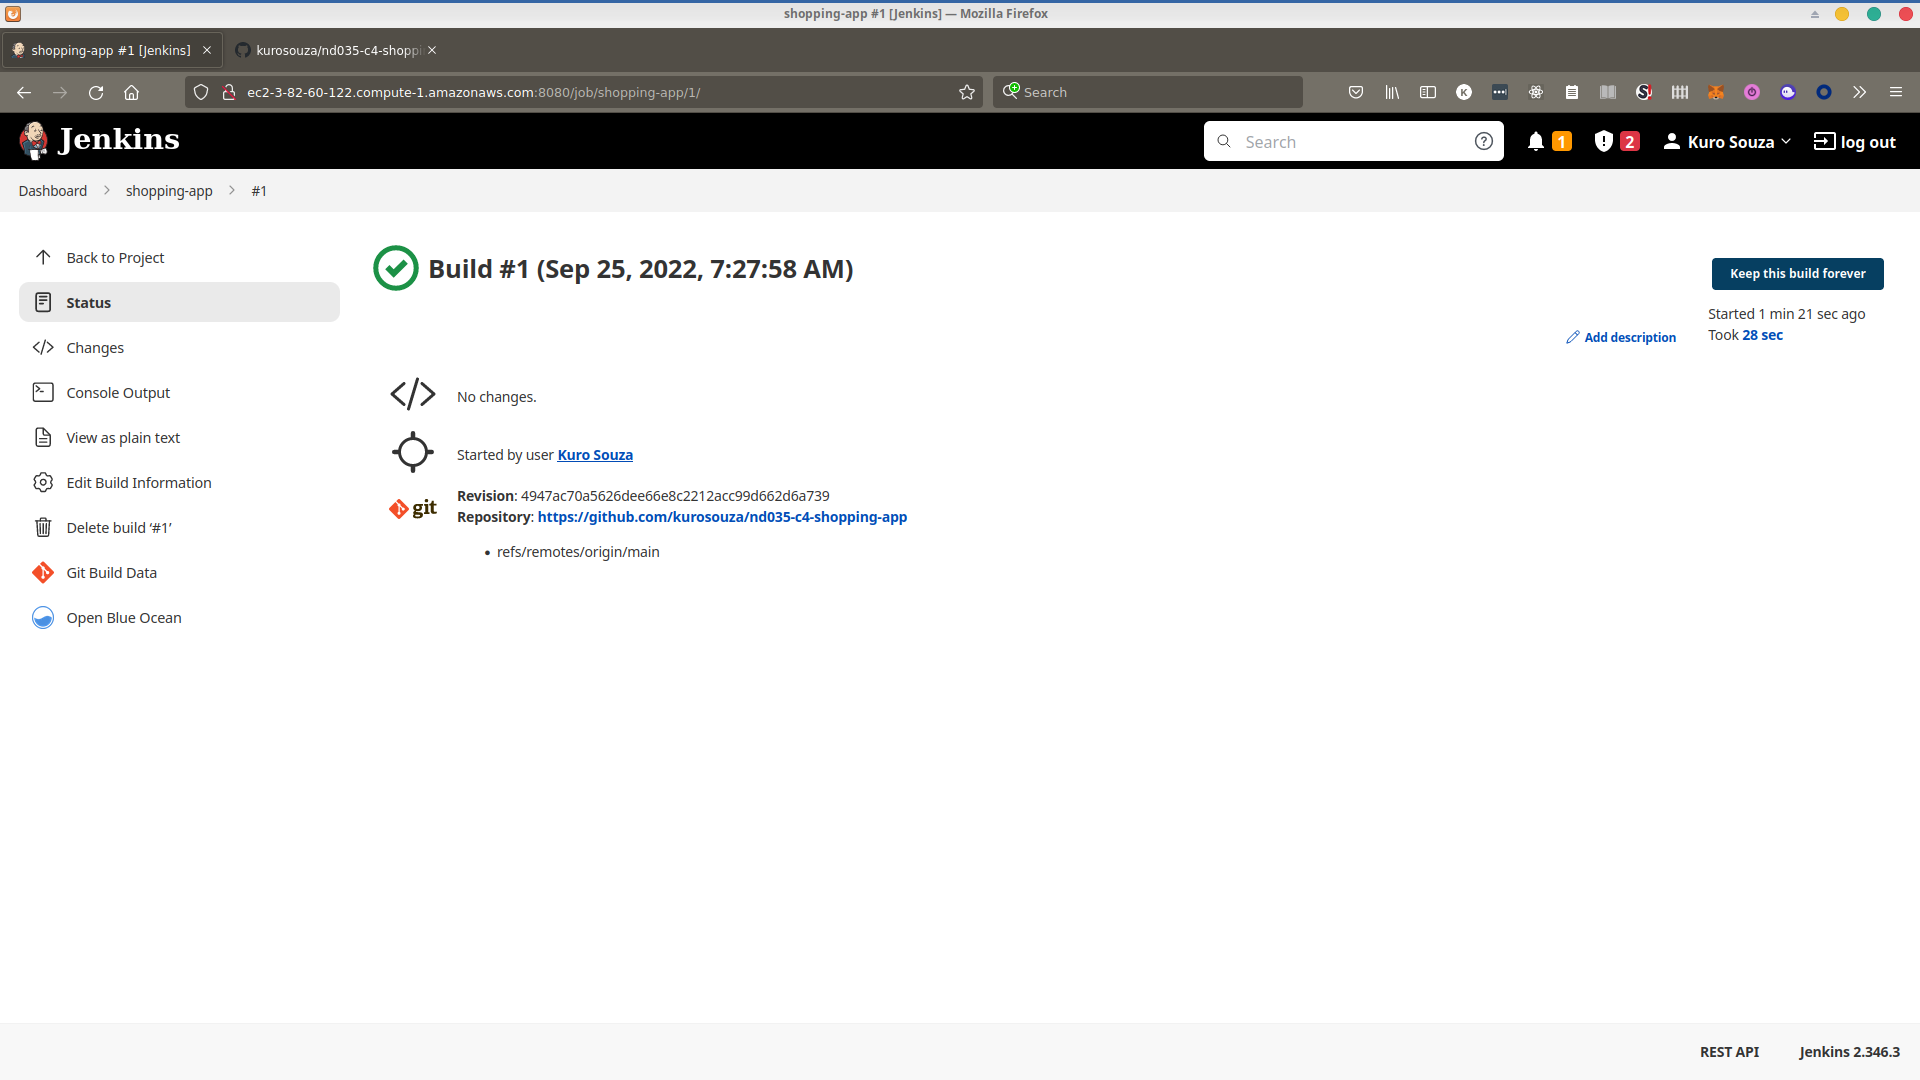 shopping-app #1 [Jenkins] — Mozilla Firefox
shopping-app #1 [Jenkins]
kurosouza/nd035-c4-shoppi
ec2-3-82-60-122.compute-1.amazonaws.com:8080/job/shopping-app/1/
Search
Jenkins
Search
1
2
Kuro Souza
log out
Dashboard
shopping-app
#1
Back to Project
Status
Changes
Console Output
View as plain text
Edit Build Information
Delete build ‘#1’
Git Build Data
Open Blue Ocean
Build #1 (Sep 25, 2022, 7:27:58 AM)
Keep this build forever
Started 1 min 21 sec ago
Took 28 sec
Add description
No changes.
Started by user Kuro Souza
git
Revision: 4947ac70a5626dee66e8c2212acc99d662d6a739
Repository: https://github.com/kurosouza/nd035-c4-shopping-app
• refs/remotes/origin/main
REST API
Jenkins 2.346.3